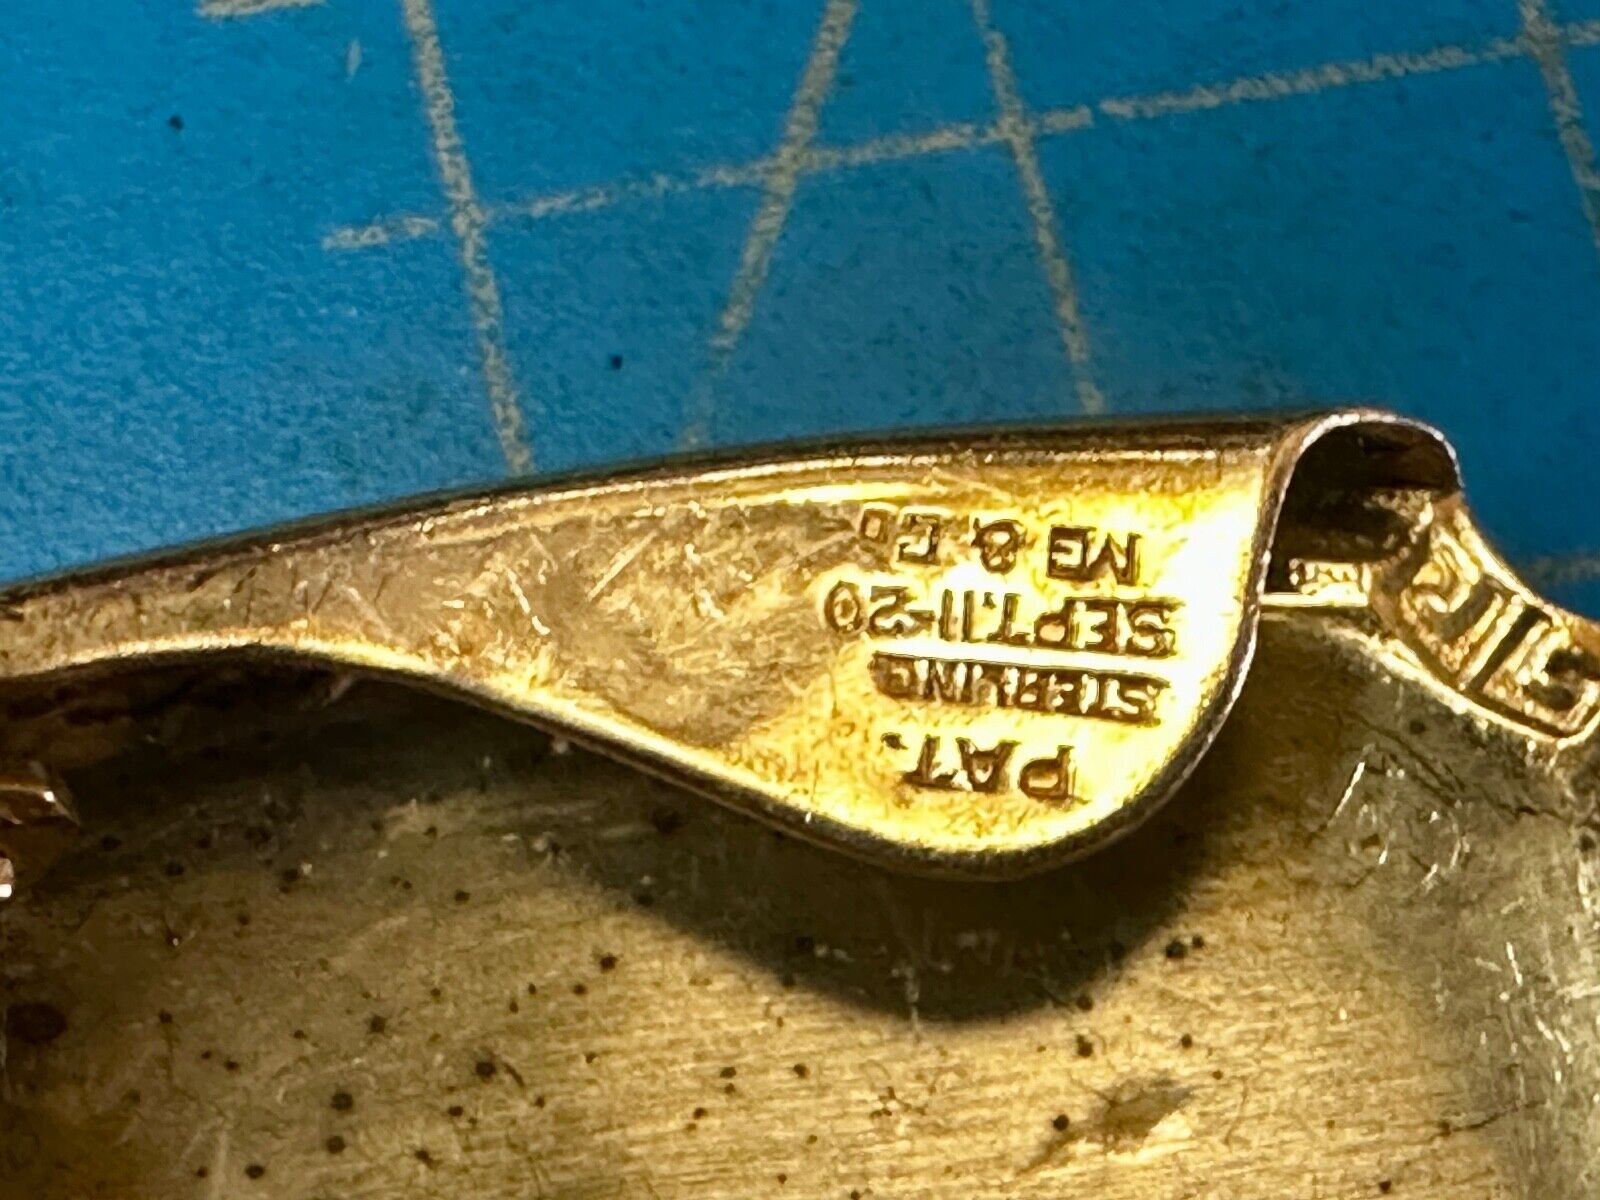 PAT.
STERLING
SEPT.11-20
ME & CO